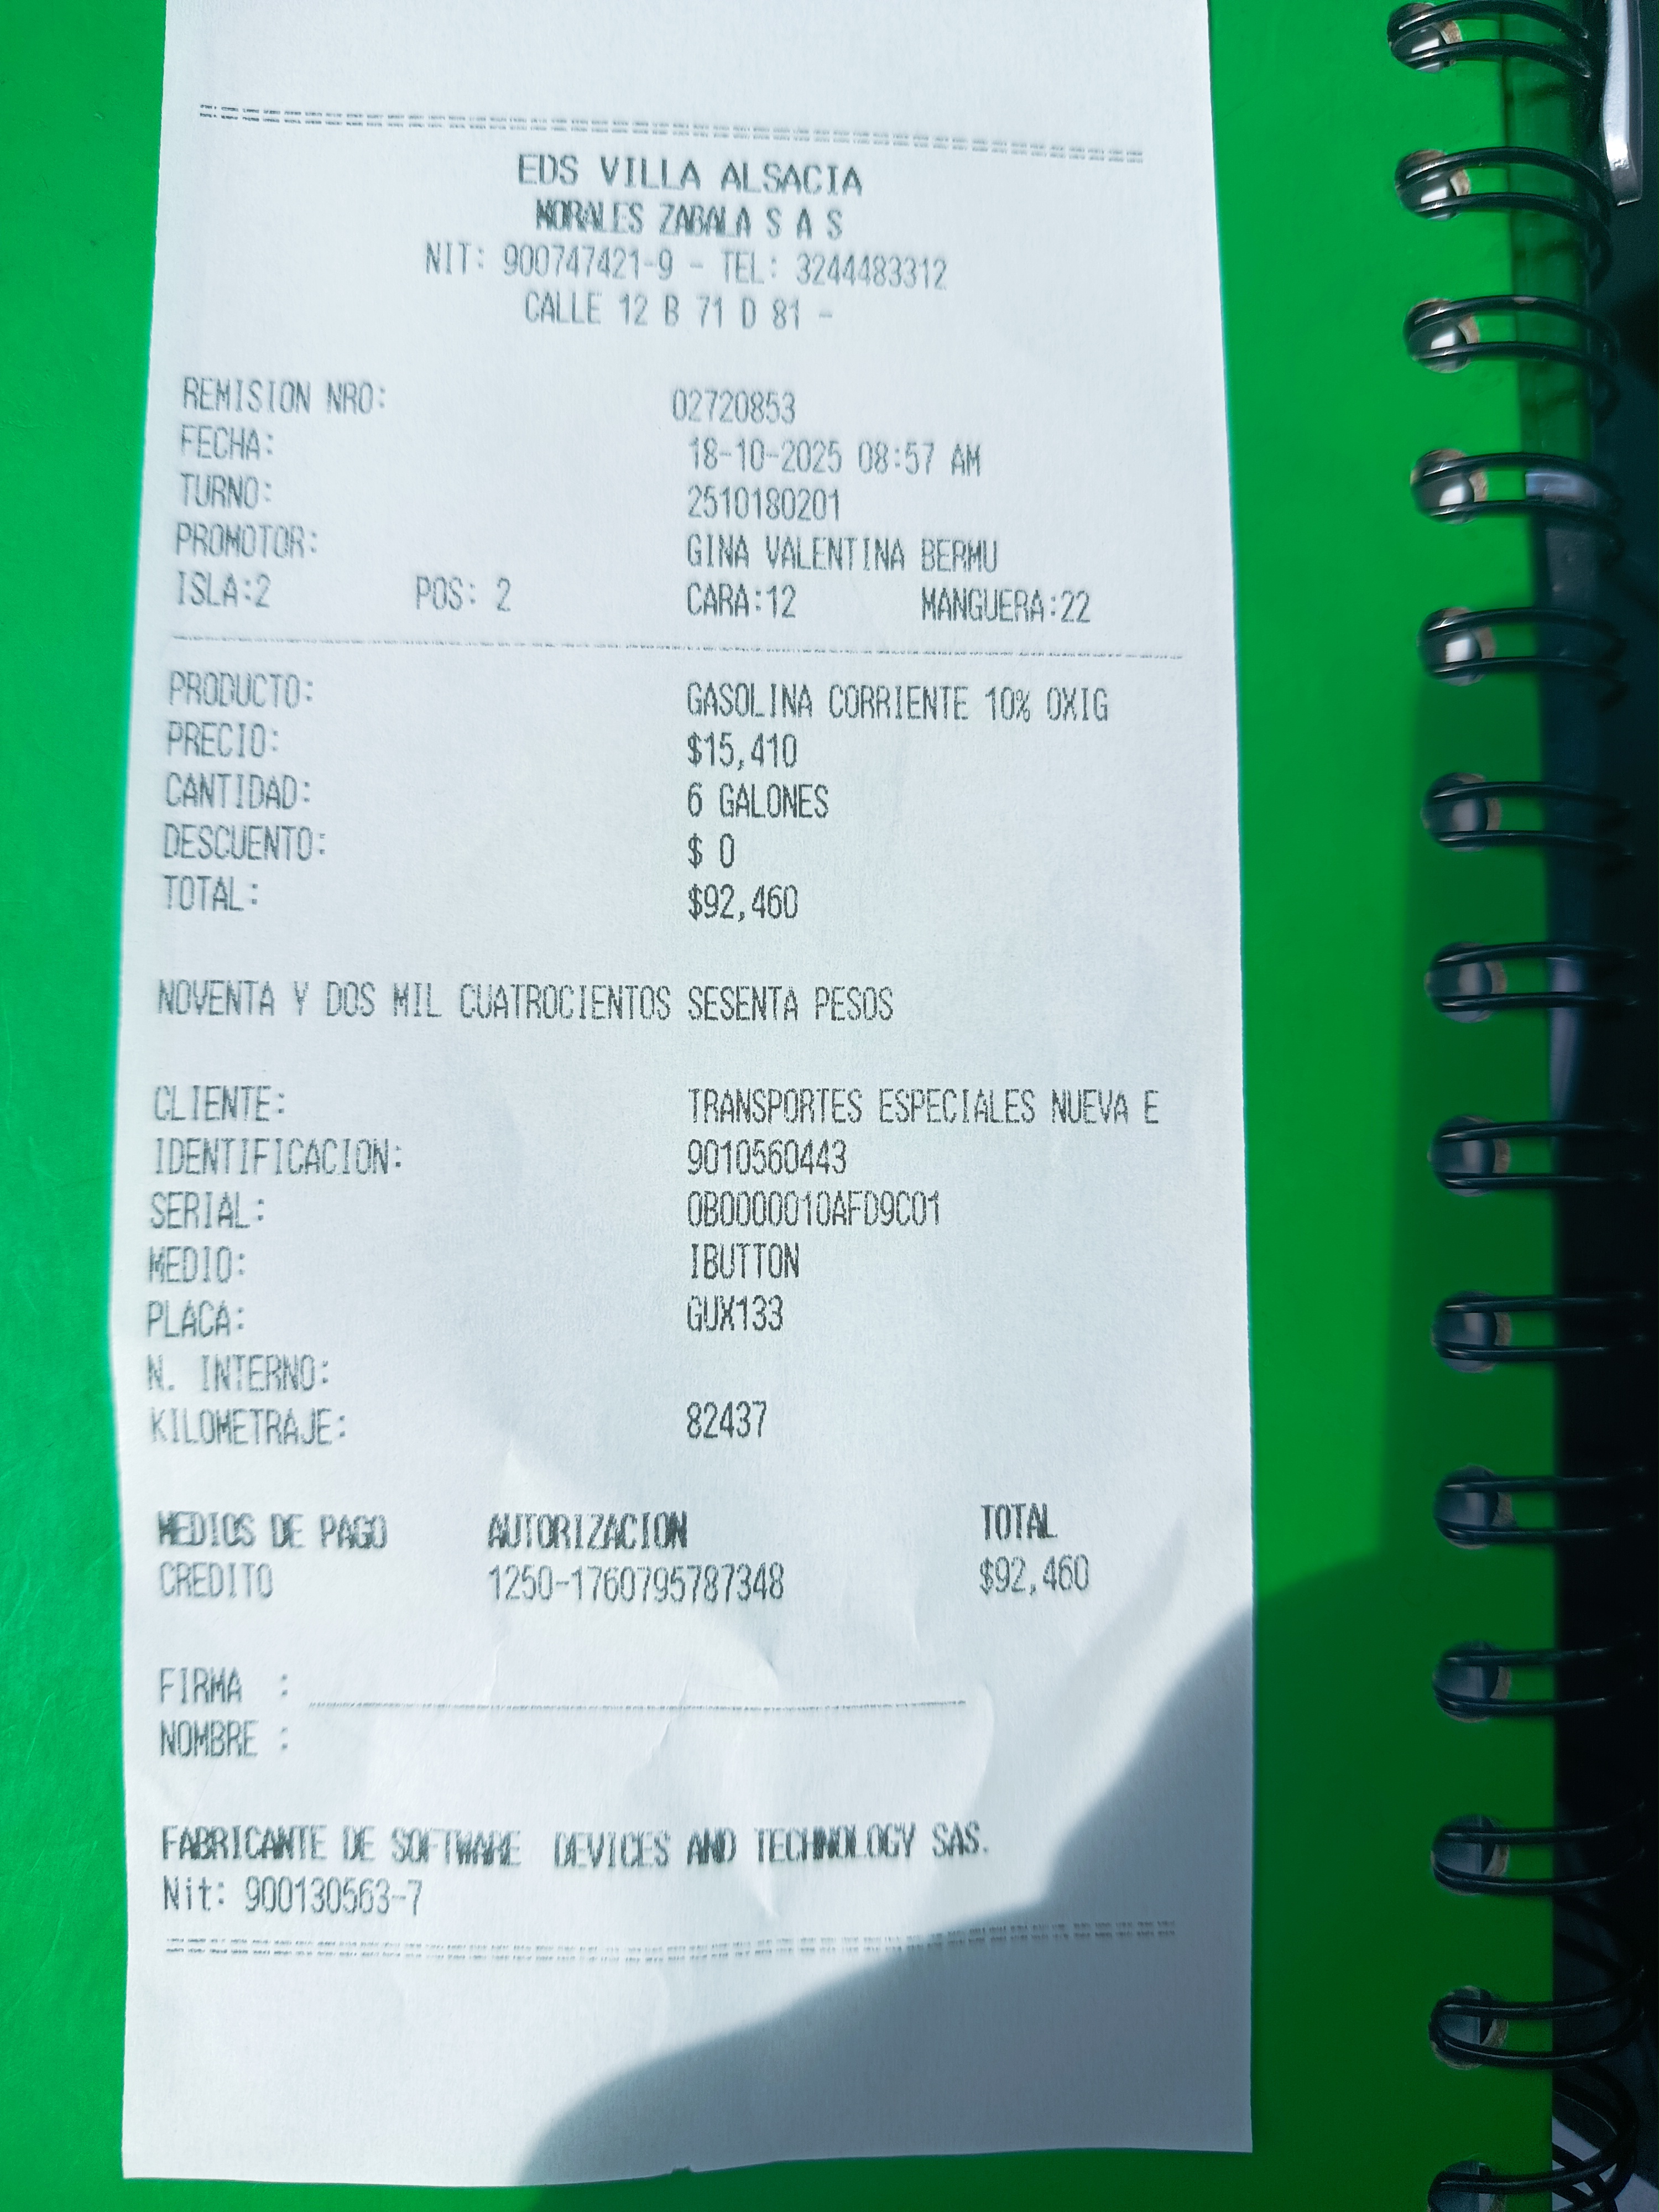 EDS VILLA ALSACIA
MORALES ZABALA S A S
NIT: 900747421-9 - TEL: 3244483312
CALLE 12 B 71 D 81 -
REMISION NRO: 02720853
FECHA: 18-10-2025 08:57 AM
TURNO: 2510180201
PROMOTOR: GINA VALENTINA BERMU
ISLA:2 POS: 2 CARA:12 MANGUERA:22
PRODUCTO: GASOLINA CORRIENTE 10% OXIG
PRECIO: $15,410
CANTIDAD: 6 GALONES
DESCUENTO: $ 0
TOTAL: $92,460
NOVENTA Y DOS MIL CUATROCIENTOS SESENTA PESOS
CLIENTE: TRANSPORTES ESPECIALES NUEVA E
IDENTIFICACION: 9010560443
SERIAL: 0B0000010AFD9C01
MEDIO: IBUTTON
PLACA: GUX133
N. INTERNO:
KILOMETRAJE: 82437
MEDIOS DE PAGO AUTORIZACION TOTAL
CREDITO 1250-1760795787348 $92,460
FIRMA :
NOMBRE :
FABRICANTE DE SOFTWARE DEVICES AND TECHNOLOGY SAS.
Nit: 900130563-7